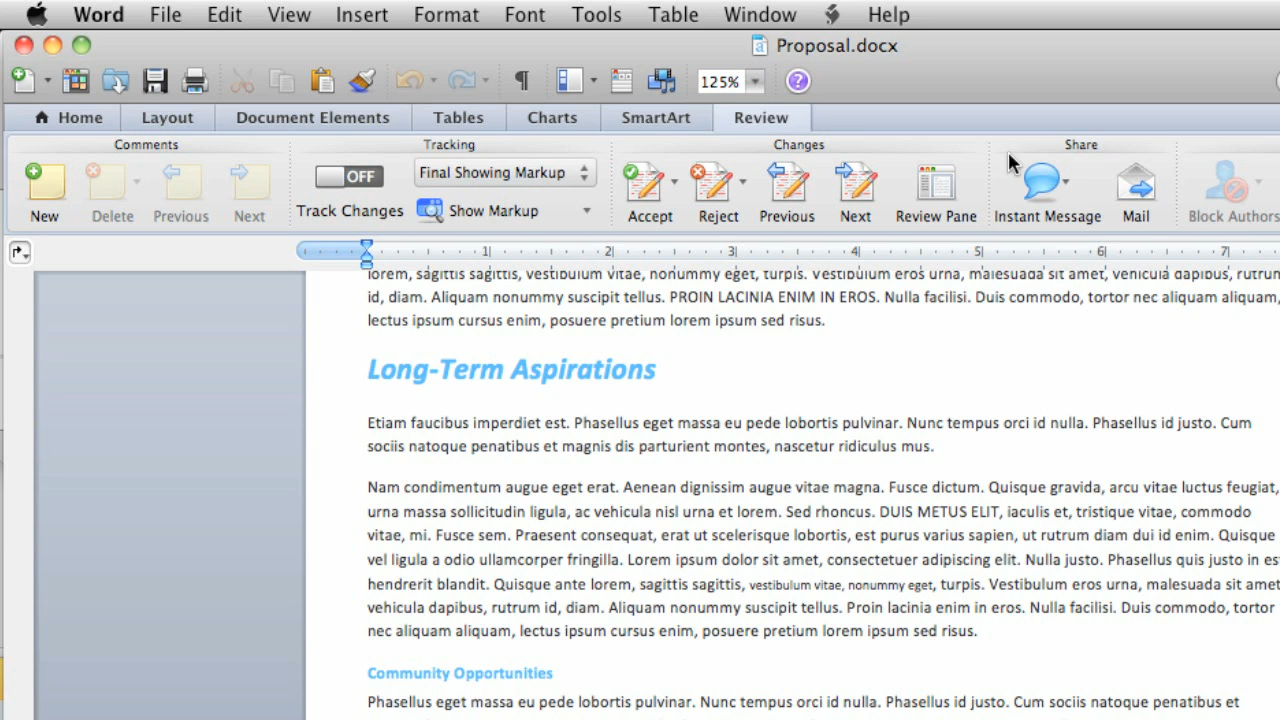 Word File Edit View Insert Format Font Tools Table Window Help
Proposal.docx
125%
Home Layout Document Elements Tables Charts SmartArt Review
Comments Tracking Changes Share
OFF Final Showing Markup
Track Changes Show Markup
New Delete Previous Next Accept Reject Previous Next Review Pane Instant Message Mail Block Authors
1 2 3 4 5 6 7
lorem, sagittis sagittis, vestibulum vitae, nonummy eget, turpis. Vestibulum eros urna, malesuada sit amet, vehicula dapibus, rutrum
id, diam. Aliquam nonummy suscipit tellus. PROIN LACINIA ENIM IN EROS. Nulla facilisi. Duis commodo, tortor nec aliquam aliquam,
lectus ipsum cursus enim, posuere pretium lorem ipsum sed risus.
Long-Term Aspirations
Etiam faucibus imperdiet est. Phasellus eget massa eu pede lobortis pulvinar. Nunc tempus orci id nulla. Phasellus id justo. Cum
sociis natoque penatibus et magnis dis parturient montes, nascetur ridiculus mus.
Nam condimentum augue eget erat. Aenean dignissim augue vitae magna. Fusce dictum. Quisque gravida, arcu vitae luctus feugiat,
urna massa sollicitudin ligula, ac vehicula nisl urna et lorem. Sed rhoncus. DUIS METUS ELIT, iaculis et, tristique vitae, commodo
vitae, mi. Fusce sem. Praesent consequat, erat ut scelerisque lobortis, est purus varius sapien, ut rutrum diam dui id enim. Quisque
vel ligula a odio ullamcorper fringilla. Lorem ipsum dolor sit amet, consectetuer adipiscing elit. Nulla justo. Phasellus quis justo in est
hendrerit blandit. Quisque ante lorem, sagittis sagittis, vestibulum vitae, nonummy eget, turpis. Vestibulum eros urna, malesuada sit amet
vehicula dapibus, rutrum id, diam. Aliquam nonummy suscipit tellus. Proin lacinia enim in eros. Nulla facilisi. Duis commodo, tortor
nec aliquam aliquam, lectus ipsum cursus enim, posuere pretium lorem ipsum sed risus.
Community Opportunities
Phasellus eget massa eu pede lobortis pulvinar. Nunc tempus orci id nulla. Phasellus id justo. Cum sociis natoque penatibus et